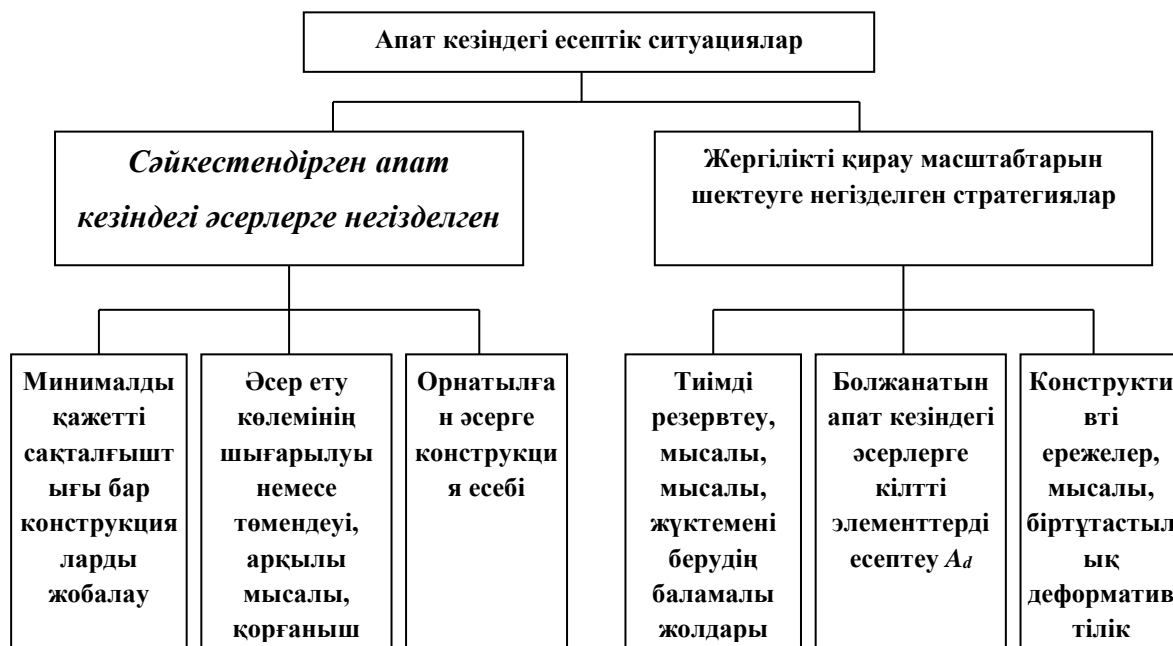 Апат кезіндегі есептік ситуациялар
Сәйкестендірген апат
кезіндегі әсерлерге негізделген
Жергілікті қирау масштабтарын
шектеуге негізделген стратегиялар
Минималды
қажетті
сақталғышт
ығы бар
конструкция
ларды
жобалау
Әсер ету
көлемінің
шығарылуы
немесе
төмендеуі,
арқылы
мысалы,
қорғаныш
Орнатылға
н әсерге
конструкци
я есебі
Тиімді
резервтеу,
мысалы,
мысалы,
жүктемені
берудің
баламалы
жолдары
Болжанатын
апат кезіндегі
әсерлерге
кілтті
элементтерді
есептеу Ad
Конструкти
вті
ережелер,
мысалы,
біртұтастыл
ық
деформатив
тілік